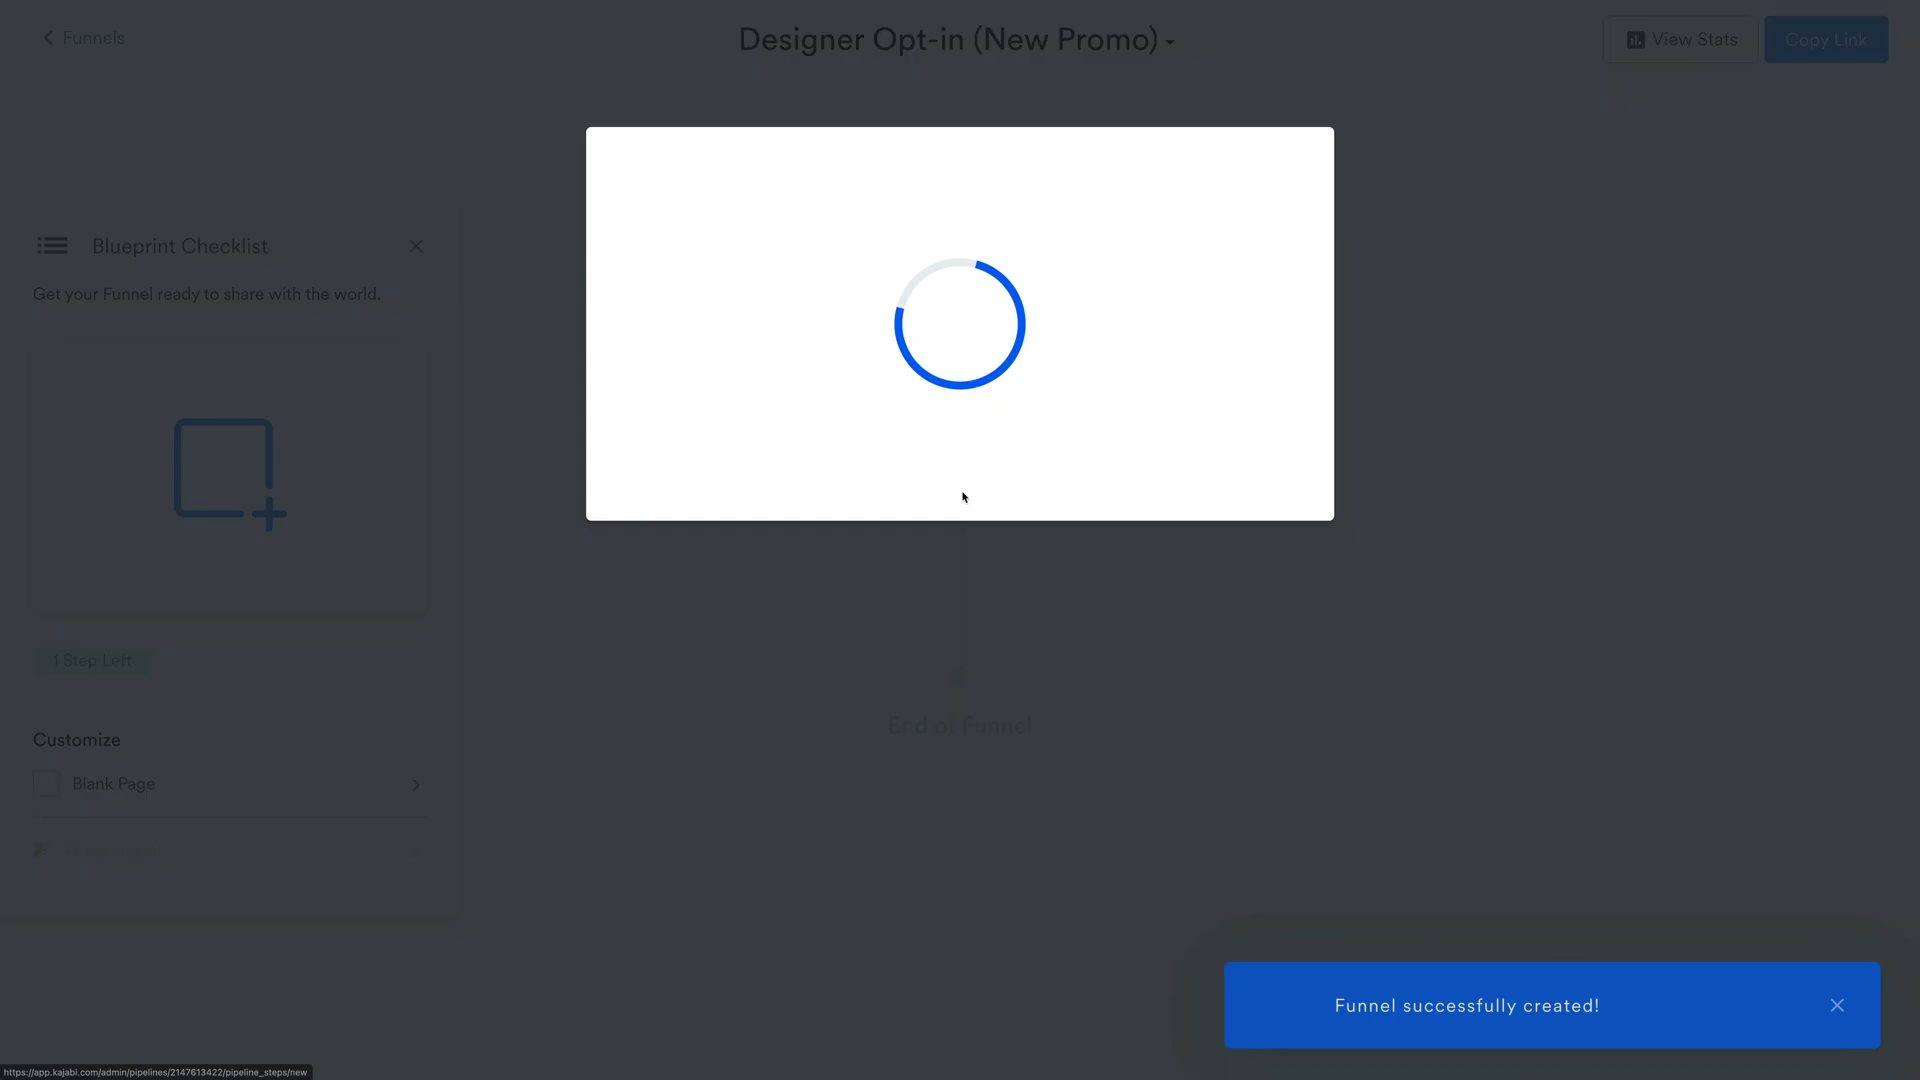 Funnels
Designer Opt-in (New Promo)
View Stats
Copy Link
Blueprint Checklist
Get your Funnel ready to share with the world.
1 Step Left
End of Funnel
Customize
Blank Page
Funnel successfully created!
https://app.kajabi.com/admin/pipelines/2147613422/pipeline_steps/new